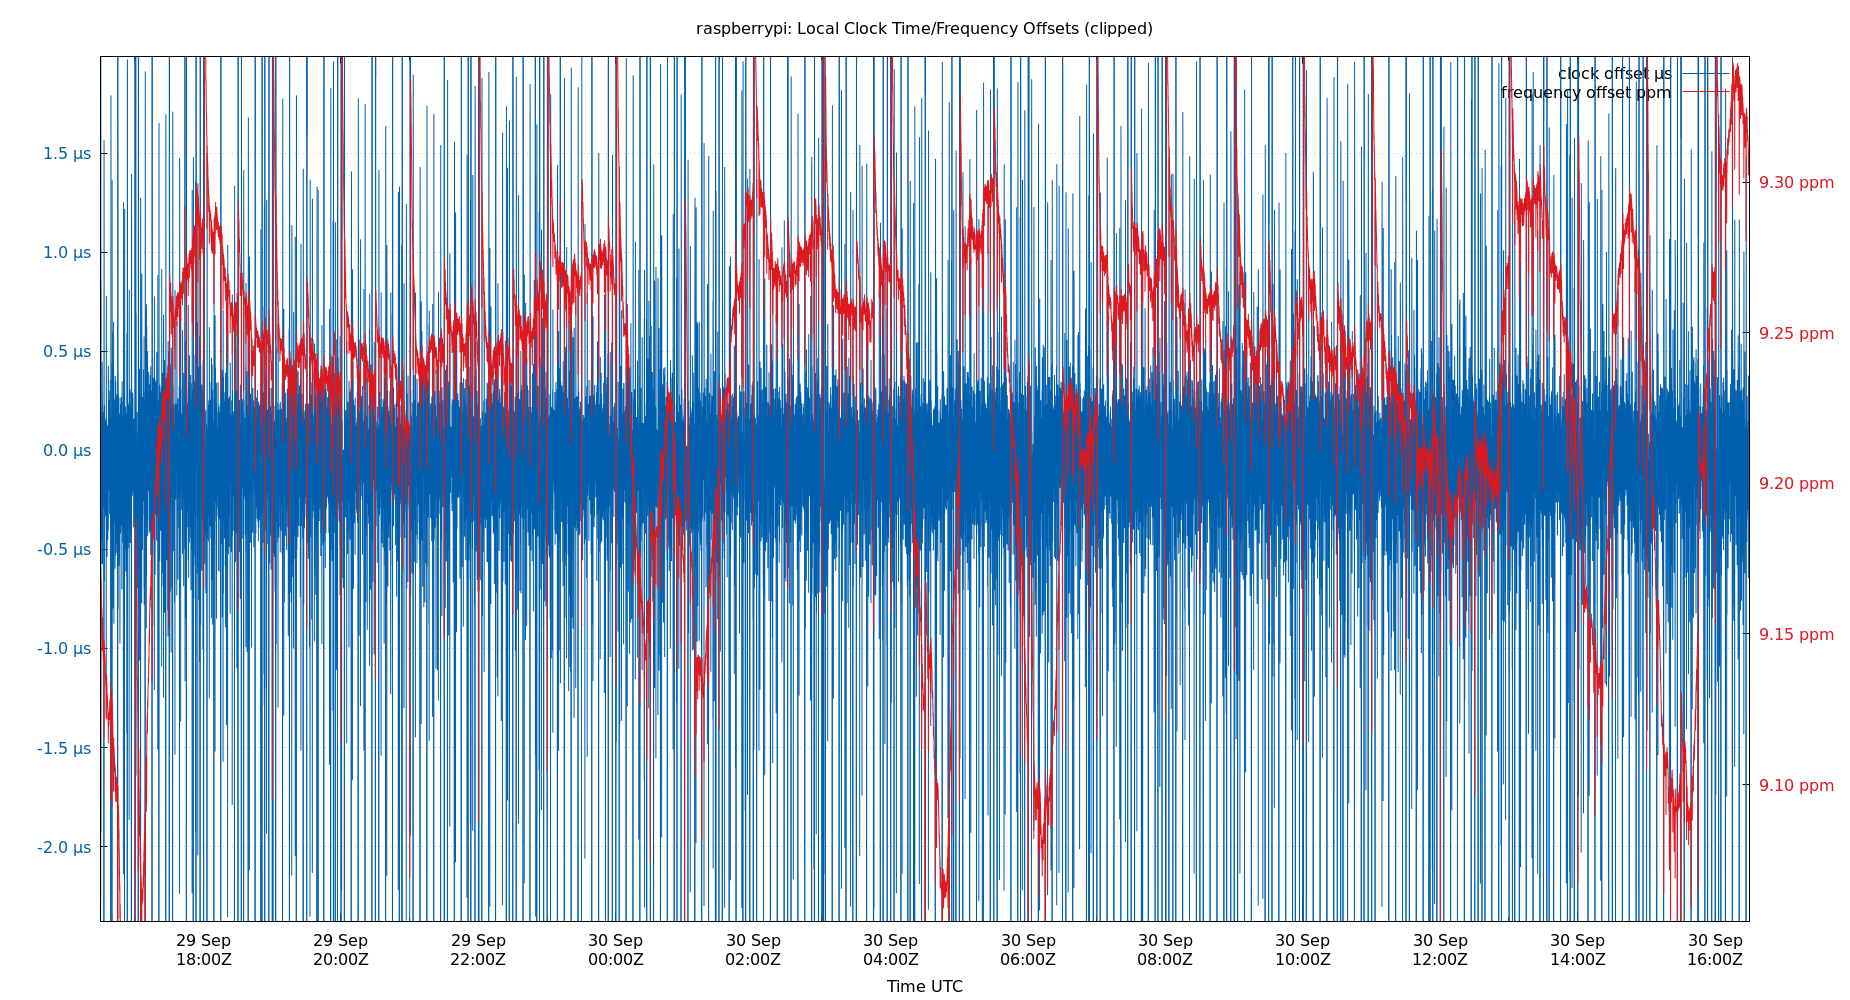 raspberrypi: Local Clock Time/Frequency Offsets (clipped)
clock offset µs
frequency offset ppm
1.5 µs
1.0 µs
0.5 µs
0.0 µs
-0.5 µs
-1.0 µs
-1.5 µs
-2.0 µs
9.30 ppm
9.25 ppm
9.20 ppm
9.15 ppm
9.10 ppm
29 Sep 29 Sep 29 Sep 30 Sep 30 Sep 30 Sep 30 Sep 30 Sep 30 Sep 30 Sep 30 Sep 30 Sep
18:00Z 20:00Z 22:00Z 00:00Z 02:00Z 04:00Z 06:00Z 08:00Z 10:00Z 12:00Z 14:00Z 16:00Z
Time UTC